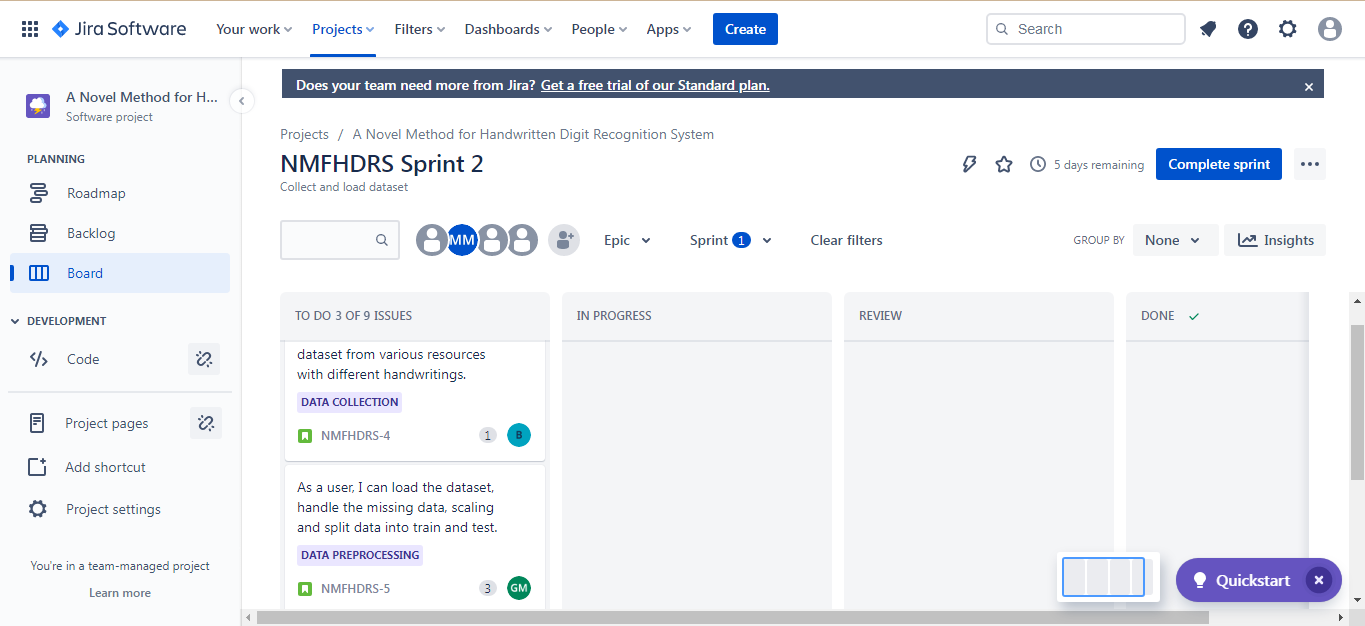 Jira Software
Your work
Projects
Filters
Dashboards
People
Apps
Create
Search
A Novel Method for H...
Software project
Does your team need more from Jira? Get a free trial of our Standard plan.
Projects / A Novel Method for Handwritten Digit Recognition System
NMFHDRS Sprint 2
5 days remaining
Complete sprint
Collect and load dataset
PLANNING
Roadmap
Backlog
Board
DEVELOPMENT
Code
Project pages
Add shortcut
Project settings
You're in a team-managed project
Learn more
MM
Epic
Sprint 1
Clear filters
GROUP BY
None
Insights
TO DO 3 OF 9 ISSUES
IN PROGRESS
REVIEW
DONE
dataset from various resources
with different handwritings.
DATA COLLECTION
NMFHDRS-4
1
B
As a user, I can load the dataset,
handle the missing data, scaling
and split data into train and test.
DATA PREPROCESSING
NMFHDRS-5
3
GM
Quickstart